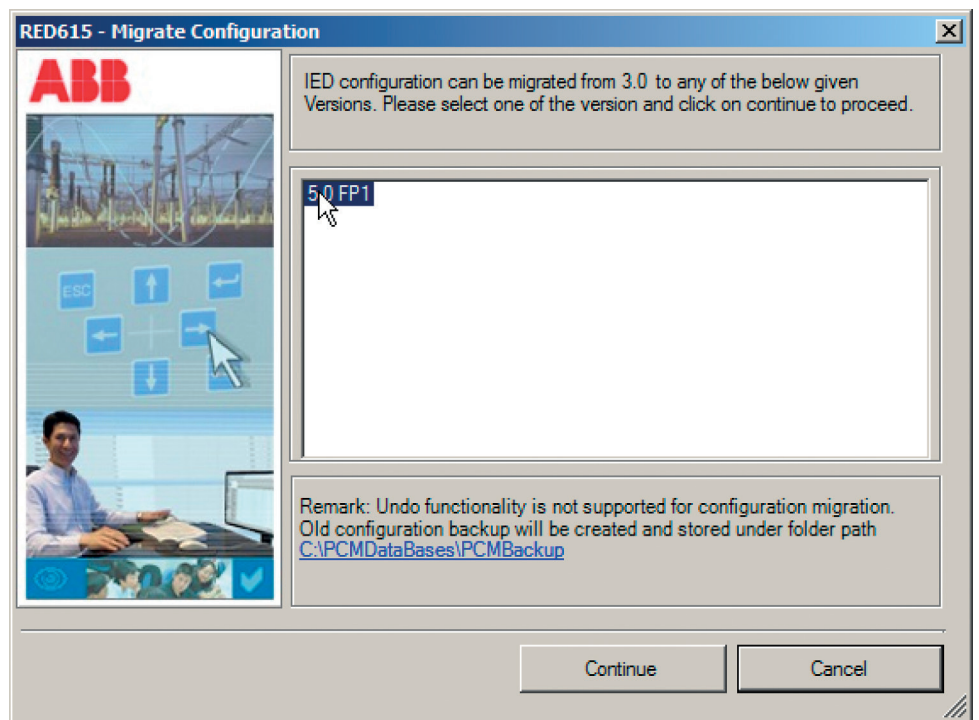 RED615 - Migrate Configuration
ABB
IED configuration can be migrated from 3.0 to any of the below given
Versions. Please select one of the version and click on continue to proceed.
5.0 FP1
ESC
Remark: Undo functionality is not supported for configuration migration.
Old configuration backup will be created and stored under folder path
C:\PCMDataBases\PCMBackup
Continue
Cancel